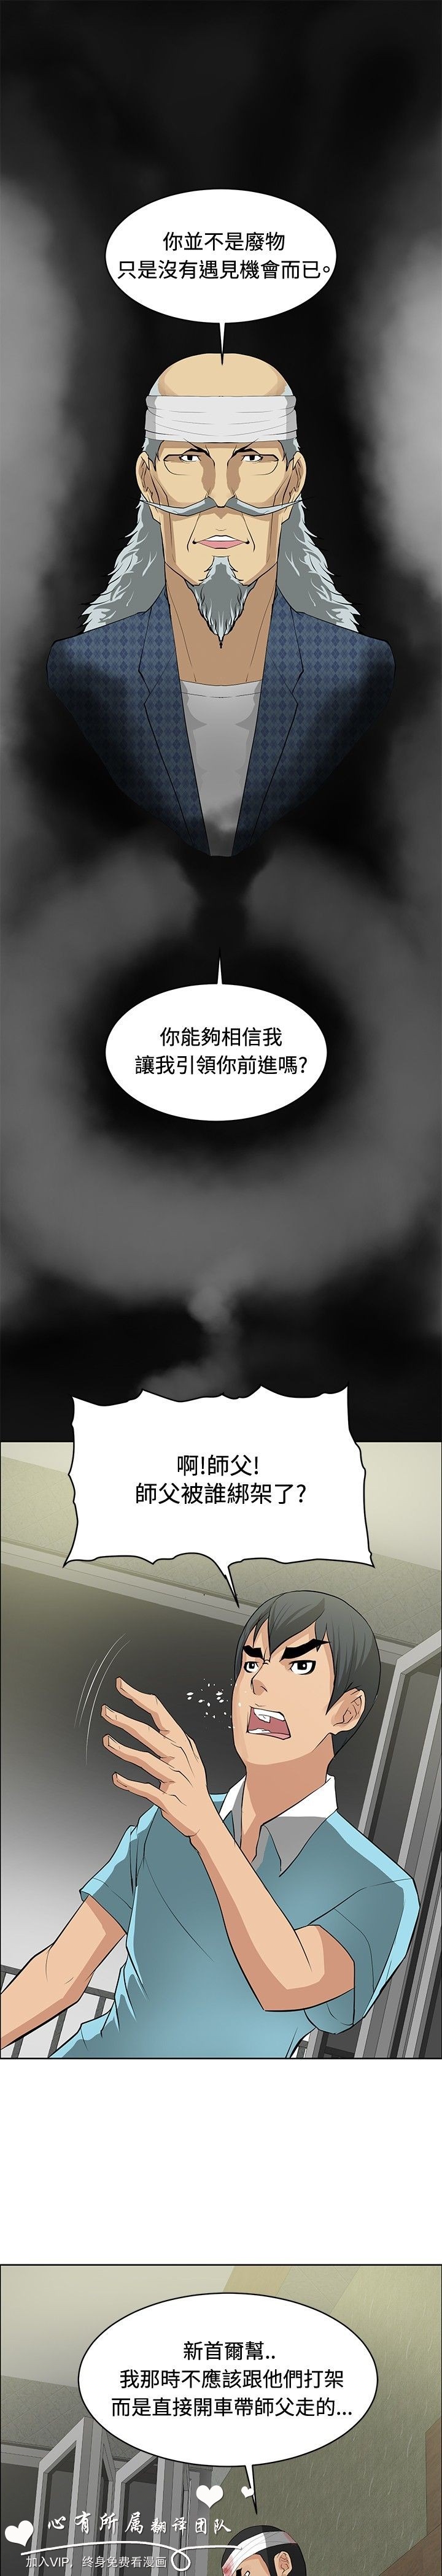 你並不是廢物
只是沒有遇見機會而已。
你能夠相信我
讓我引領你前進嗎?
啊!師父!
師父被誰綁架了?
新首爾幫..
我那時不應該跟他們打架
而是直接開車帶師父走的...
心有所属翻译团队
加入VIP，终身免费看漫画